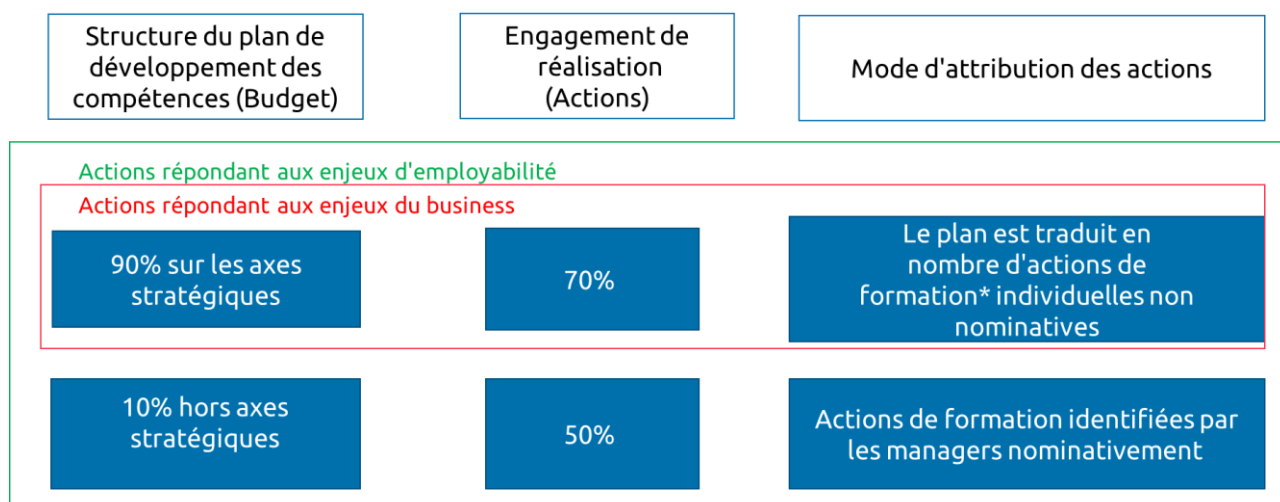 Structure du plan de
développement des
compétences (Budget)
Engagement de
réalisation
(Actions)
Mode d'attribution des actions
Actions répondant aux enjeux d'employabilité
Actions répondant aux enjeux du business
90% sur les axes
stratégiques
70%
Le plan est traduit en
nombre d'actions de
formation* individuelles non
nominatives
10% hors axes
stratégiques
50%
Actions de formation identifiées par
les managers nominativement